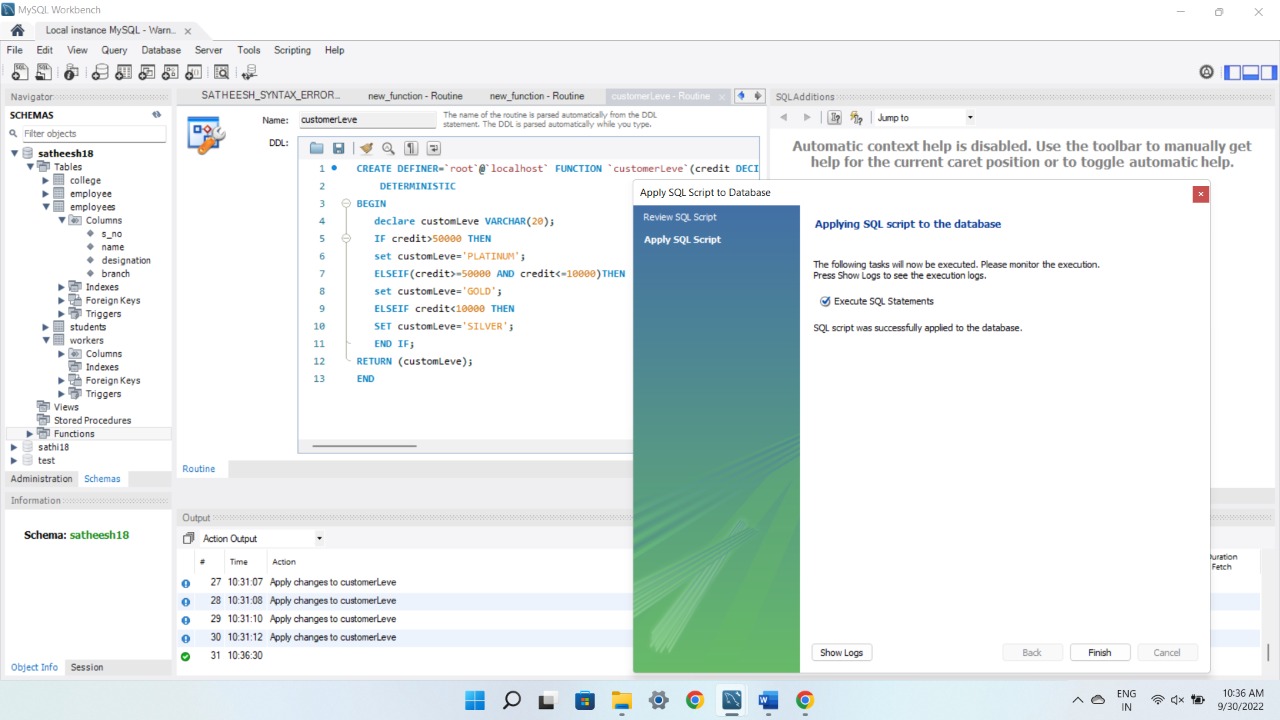 MySQL Workbench
Local instance MySQL - Warn..
File Edit View Query Database Server Tools Scripting Help
Navigator
SCHEMAS
Filter objects
satheesh18
Tables
college
employee
employees
Columns
s_no
name
designation
branch
Indexes
Foreign Keys
Triggers
students
workers
Columns
Indexes
Foreign Keys
Triggers
Views
Stored Procedures
Functions
sathi18
test
Administration Schemas
Information
Schema: satheesh18
Object Info Session
SATHEESH_SYNTAX_ERROR... new_function - Routine new_function - Routine customerLeve - Routine
Name: customerLeve
The name of the routine is parsed automatically from the DDL
statement. The DDL is parsed automatically while you type.
DDL:
1 CREATE DEFINER=`root`@`localhost` FUNCTION `customerLeve`(credit DECI
2 DETERMINISTIC
3 BEGIN
4 declare customLeve VARCHAR(20);
5 IF credit>50000 THEN
6 set customLeve='PLATINUM';
7 ELSEIF(credit>=50000 AND credit<=10000)THEN
8 set customLeve='GOLD';
9 ELSEIF credit<10000 THEN
10 SET customLeve='SILVER';
11 END IF;
12 RETURN (customLeve);
13 END
Routine
Output
Action Output
# Time Action
27 10:31:07 Apply changes to customerLeve
28 10:31:08 Apply changes to customerLeve
29 10:31:10 Apply changes to customerLeve
30 10:31:12 Apply changes to customerLeve
31 10:36:30
SQLAdditions
Jump to
Automatic context help is disabled. Use the toolbar to manually get
help for the current caret position or to toggle automatic help.
Apply SQL Script to Database
Review SQL Script
Apply SQL Script
Applying SQL script to the database
The following tasks will now be executed. Please monitor the execution.
Press Show Logs to see the execution logs.
Execute SQL Statements
SQL script was successfully applied to the database.
Show Logs Back Finish Cancel
Fetch
ENG
IN
10:36 AM
9/30/2022